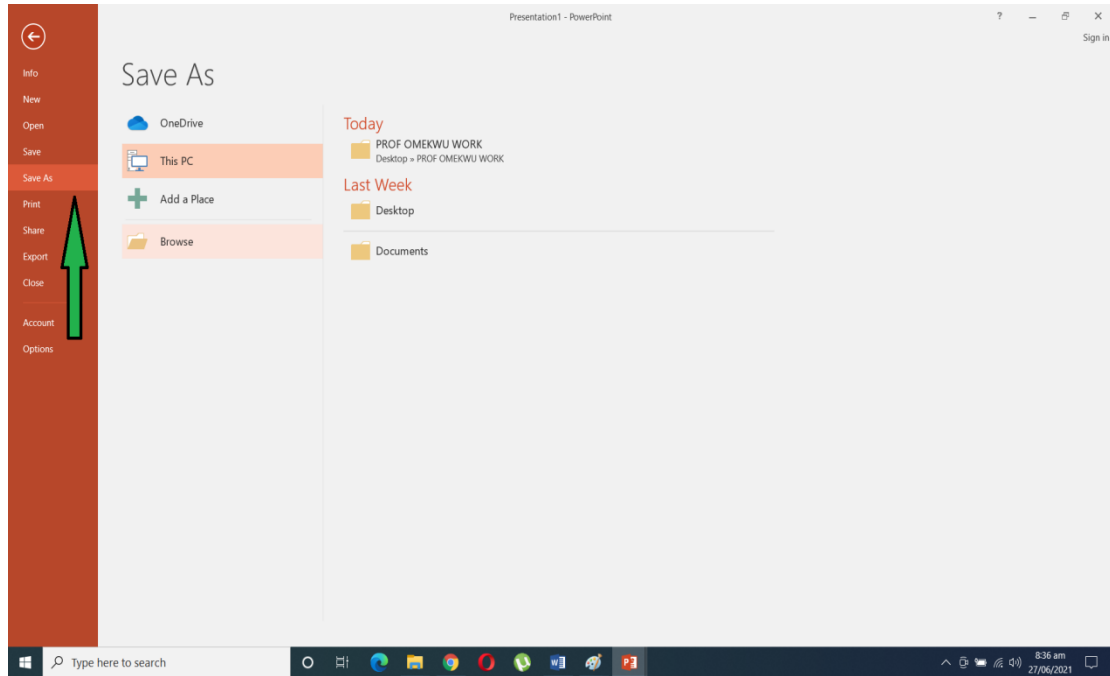 Presentation1 - PowerPoint
?
Sign in
Info
New
Open
Save
Save As
Print
Share
Export
Close
Account
Options
Save As
OneDrive
This PC
Add a Place
Browse
Today
PROF OMEKWU WORK
Desktop » PROF OMEKWU WORK
Last Week
Desktop
Documents
Type here to search
8:36 am
27/06/2021